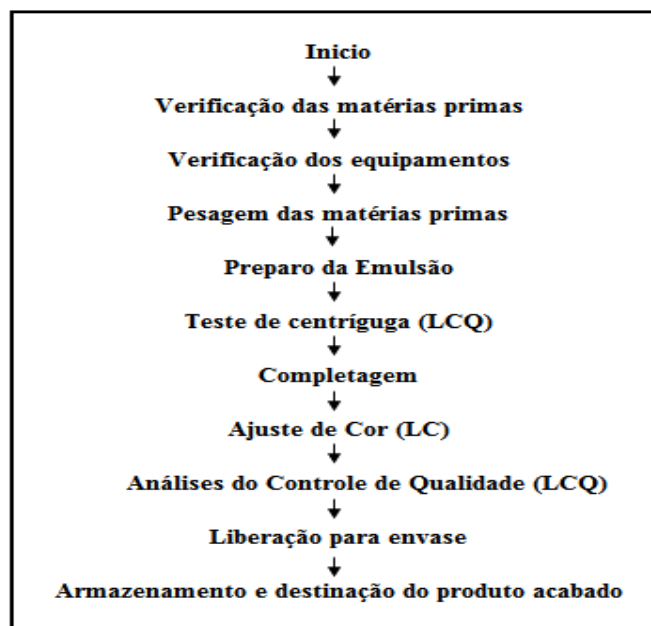 Inicio
Verificação das matérias primas
Verificação dos equipamentos
Pesagem das matérias primas
Preparo da Emulsão
Teste de centríguga (LCQ)
Completagem
Ajuste de Cor (LC)
Análises do Controle de Qualidade (LCQ)
Liberação para envase
Armazenamento e destinação do produto acabado